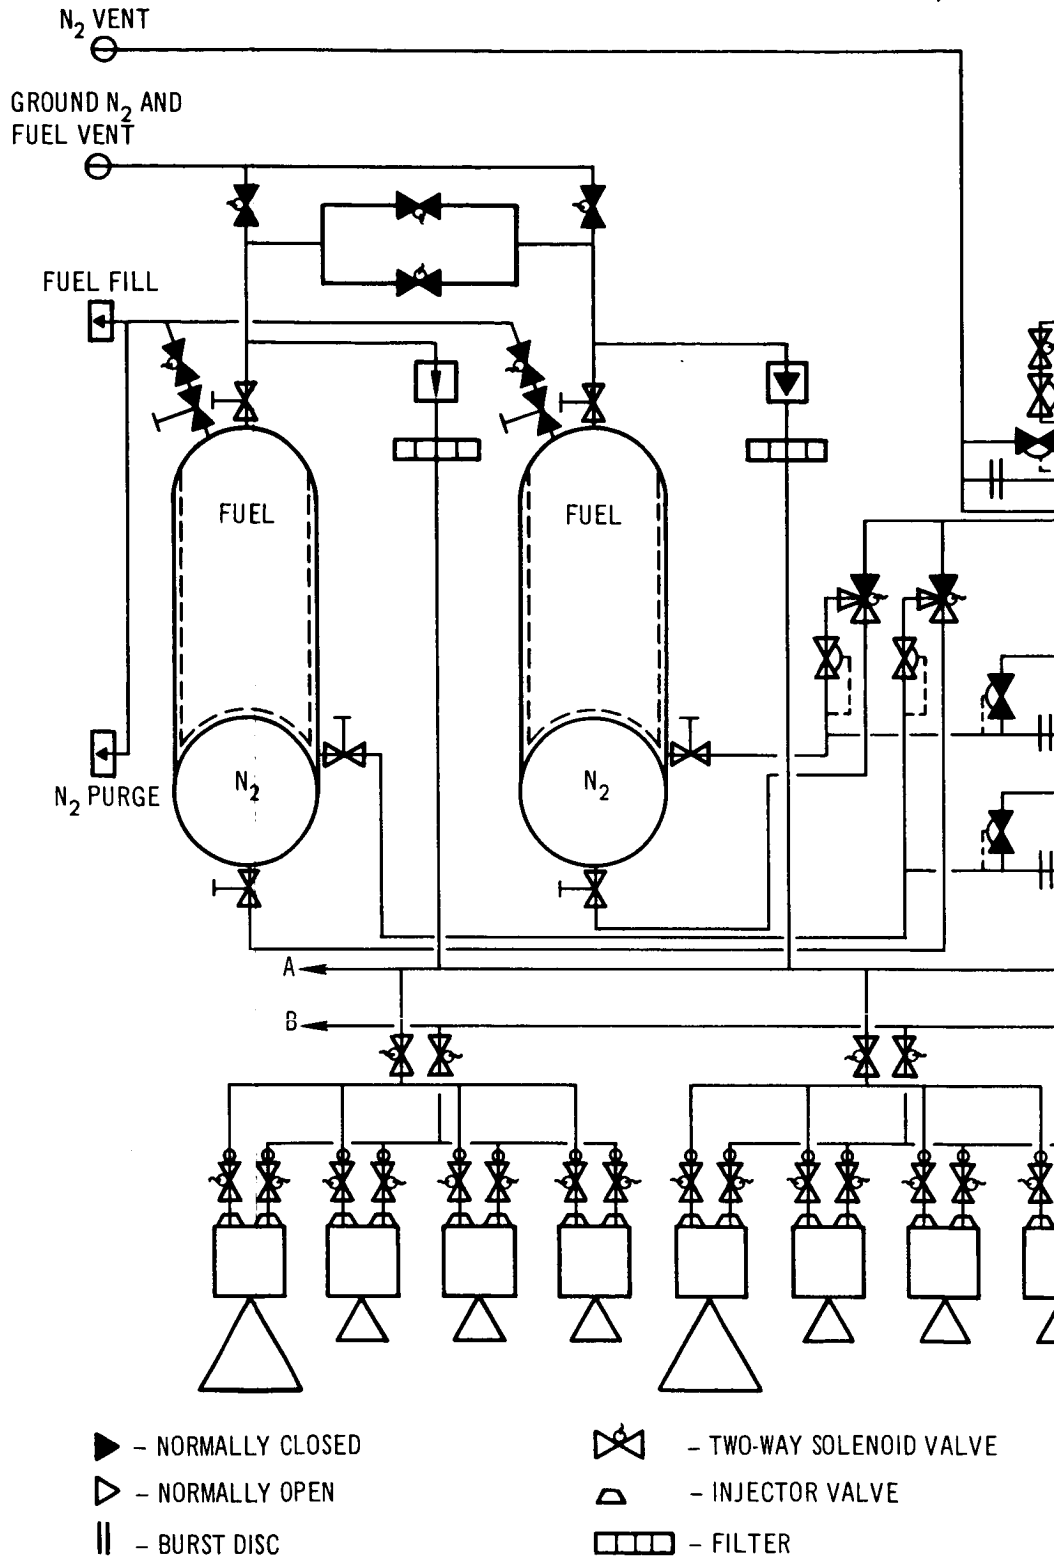 N2 VENT
GROUND N2 AND
FUEL VENT
FUEL FILL
FUEL
FUEL
N2
N2
N2 PURGE
A
B
– NORMALLY CLOSED
– NORMALLY OPEN
– BURST DISC
– TWO-WAY SOLENOID VALVE
– INJECTOR VALVE
– FILTER